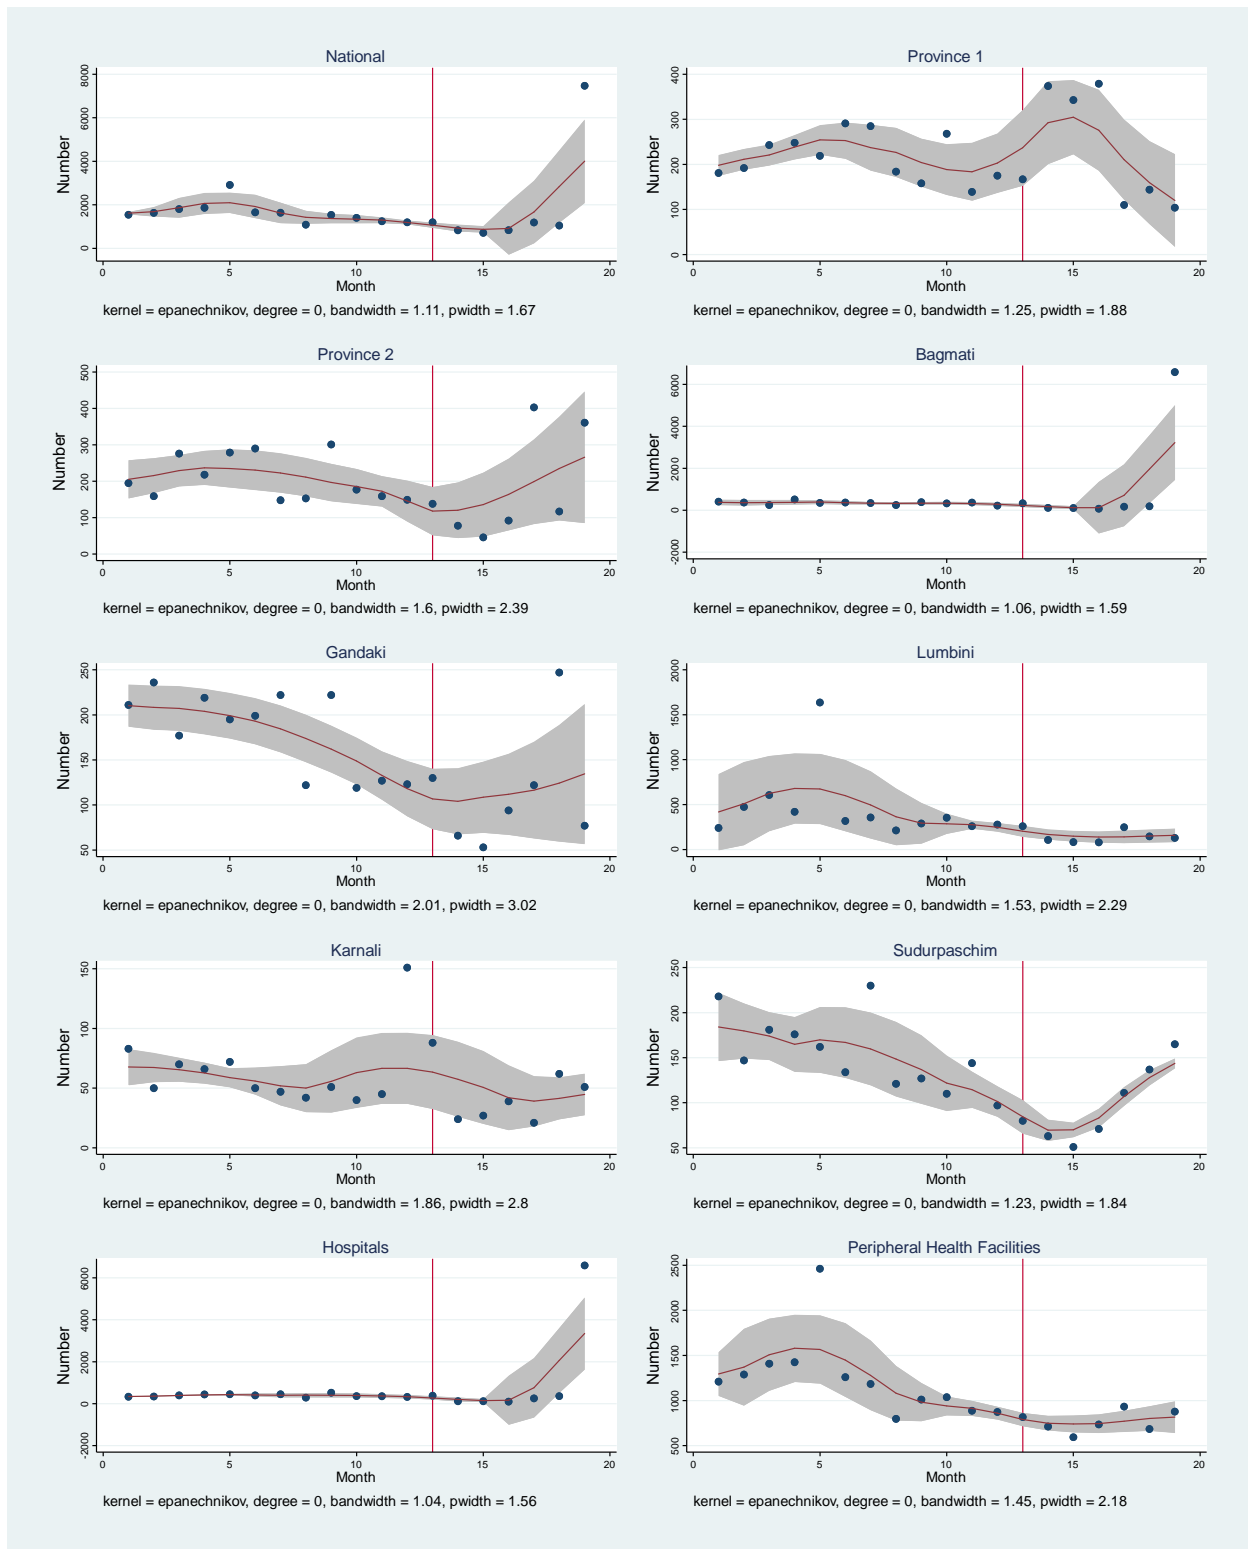 National
Number
0 2000 4000 6000 8000
0 5 10 15 20
Month
kernel = epanechnikov, degree = 0, bandwidth = 1.11, pwidth = 1.67
Province 1
Number
0 100 200 300 400
0 5 10 15 20
Month
kernel = epanechnikov, degree = 0, bandwidth = 1.25, pwidth = 1.88
Province 2
Number
0 100 200 300 400 500
0 5 10 15 20
Month
kernel = epanechnikov, degree = 0, bandwidth = 1.6, pwidth = 2.39
Bagmati
Number
-2000 0 2000 4000 6000
0 5 10 15 20
Month
kernel = epanechnikov, degree = 0, bandwidth = 1.06, pwidth = 1.59
Gandaki
Number
50 100 150 200 250
0 5 10 15 20
Month
kernel = epanechnikov, degree = 0, bandwidth = 2.01, pwidth = 3.02
Lumbini
Number
0 500 1000 1500 2000
0 5 10 15 20
Month
kernel = epanechnikov, degree = 0, bandwidth = 1.53, pwidth = 2.29
Karnali
Number
0 50 100 150
0 5 10 15 20
Month
kernel = epanechnikov, degree = 0, bandwidth = 1.86, pwidth = 2.8
Sudurpaschim
Number
50 100 150 200 250
0 5 10 15 20
Month
kernel = epanechnikov, degree = 0, bandwidth = 1.23, pwidth = 1.84
Hospitals
Number
-2000 0 2000 4000 6000
0 5 10 15 20
Month
kernel = epanechnikov, degree = 0, bandwidth = 1.04, pwidth = 1.56
Peripheral Health Facilities
Number
500 1000 1500 2000 2500
0 5 10 15 20
Month
kernel = epanechnikov, degree = 0, bandwidth = 1.45, pwidth = 2.18